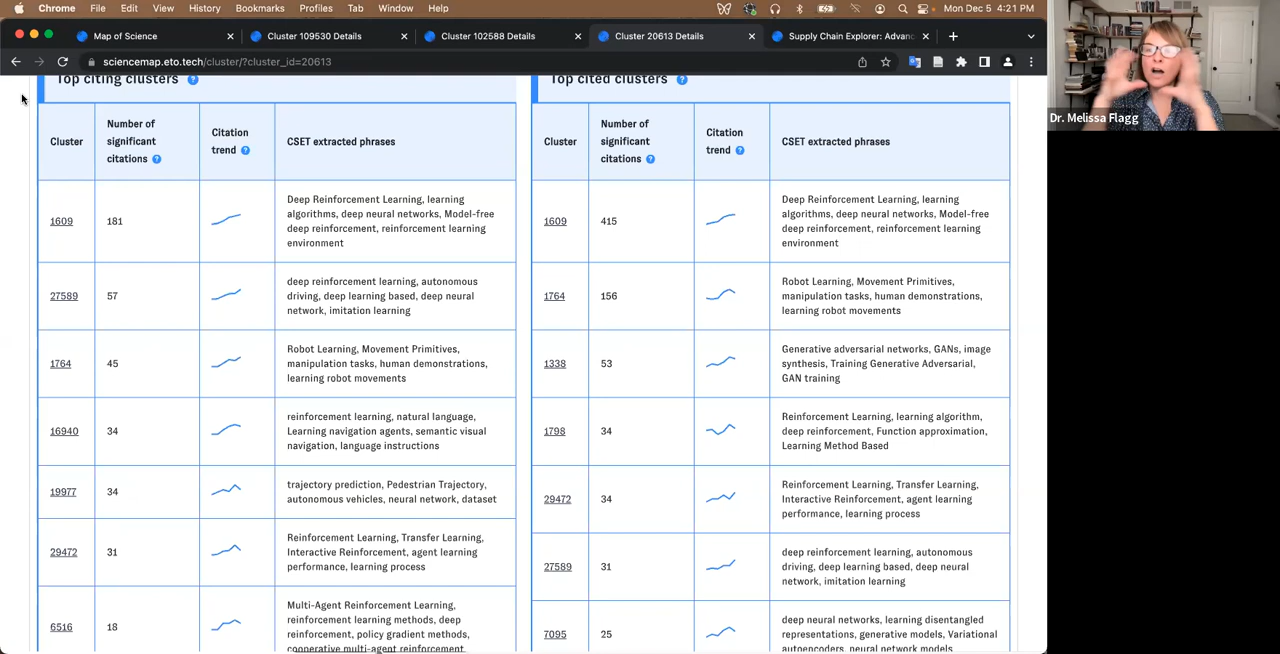 Chrome File Edit View History Bookmarks Profiles Tab Window Help Mon Dec 5 4:21 PM
Map of Science
Cluster 109530 Details
Cluster 102588 Details
Cluster 20613 Details
Supply Chain Explorer: Advanc
sciencemap.eto.tech/cluster/?cluster_id=20613
Dr. Melissa Flagg
Top citing clusters
Cluster
Number of
significant
citations
Citation
trend
CSET extracted phrases
1609
181
Deep Reinforcement Learning, learning
algorithms, deep neural networks, Model-free
deep reinforcement, reinforcement learning
environment
27589
57
deep reinforcement learning, autonomous
driving, deep learning based, deep neural
network, imitation learning
1764
45
Robot Learning, Movement Primitives,
manipulation tasks, human demonstrations,
learning robot movements
16940
34
reinforcement learning, natural language,
Learning navigation agents, semantic visual
navigation, language instructions
19977
34
trajectory prediction, Pedestrian Trajectory,
autonomous vehicles, neural network, dataset
29472
31
Reinforcement Learning, Transfer Learning,
Interactive Reinforcement, agent learning
performance, learning process
6516
18
Multi-Agent Reinforcement Learning,
reinforcement learning methods, deep
reinforcement, policy gradient methods,
cooperative multi-agent reinforcement
Top cited clusters
Cluster
Number of
significant
citations
Citation
trend
CSET extracted phrases
1609
415
Deep Reinforcement Learning, learning
algorithms, deep neural networks, Model-free
deep reinforcement, reinforcement learning
environment
1764
156
Robot Learning, Movement Primitives,
manipulation tasks, human demonstrations,
learning robot movements
1338
53
Generative adversarial networks, GANs, image
synthesis, Training Generative Adversarial,
GAN training
1798
34
Reinforcement Learning, learning algorithm,
deep reinforcement, Function approximation,
Learning Method Based
29472
34
Reinforcement Learning, Transfer Learning,
Interactive Reinforcement, agent learning
performance, learning process
27589
31
deep reinforcement learning, autonomous
driving, deep learning based, deep neural
network, imitation learning
7095
25
deep neural networks, learning disentangled
representations, generative models, Variational
autoencoders, neural network models